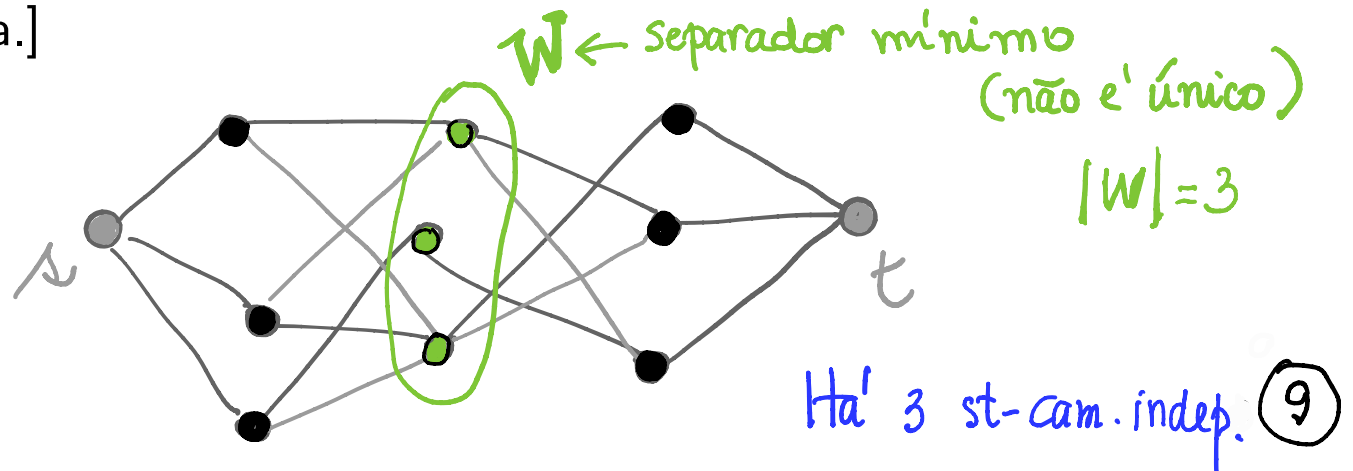 a.]
W ← separador mínimo
(não é único)
|W| = 3
s
t
Há 3 st-cam. indep.
9